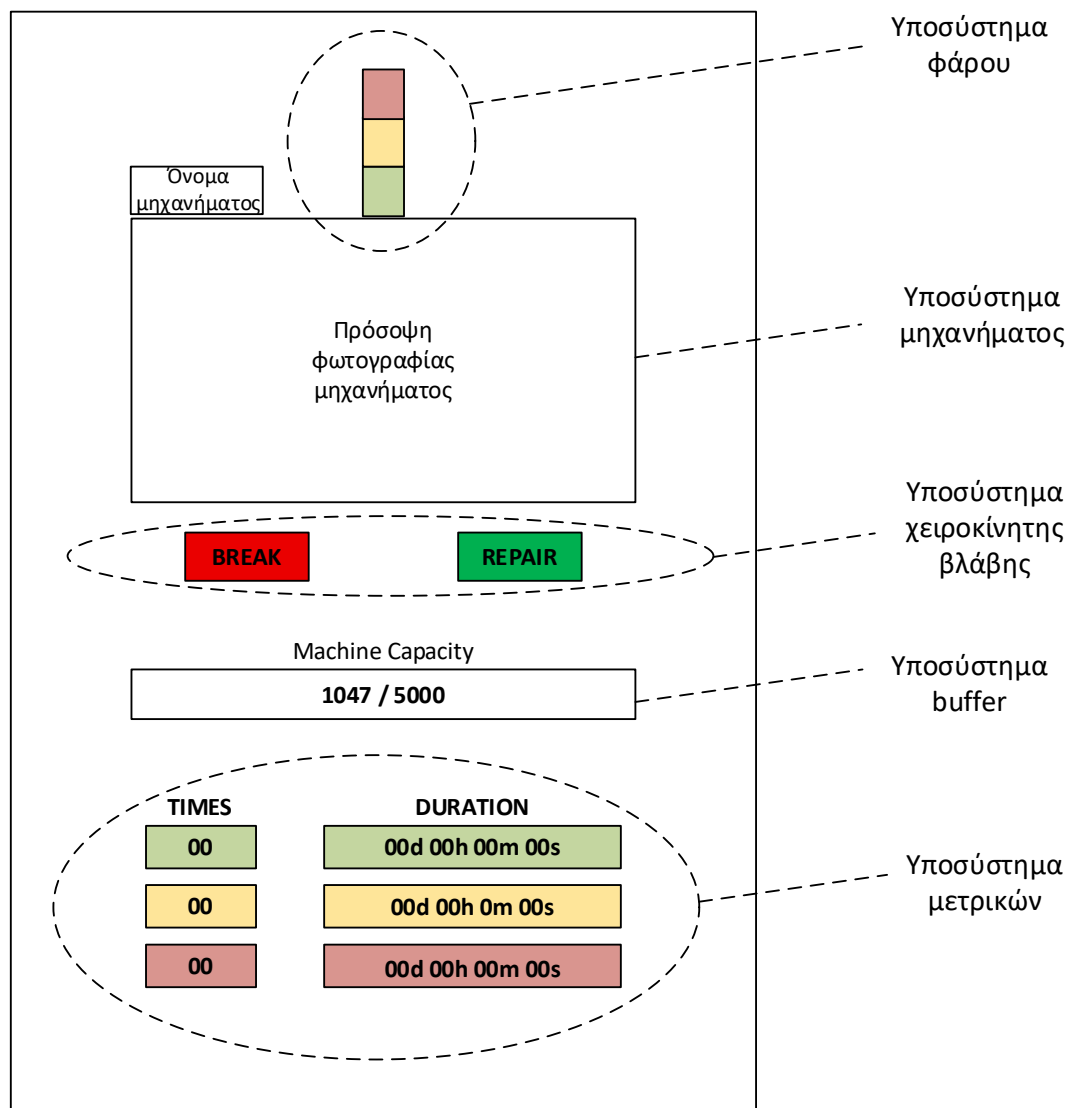 Υποσύστημα
φάρου
Όνομα
μηχανήματος
Πρόσοψη
φωτογραφίας
μηχανήματος
Υποσύστημα
μηχανήματος
BREAK
REPAIR
Υποσύστημα
χειροκίνητης
βλάβης
Machine Capacity
1047 / 5000
Υποσύστημα
buffer
TIMES
DURATION
00
00d 00h 00m 00s
00
00d 00h 0m 00s
00
00d 00h 00m 00s
Υποσύστημα
μετρικών